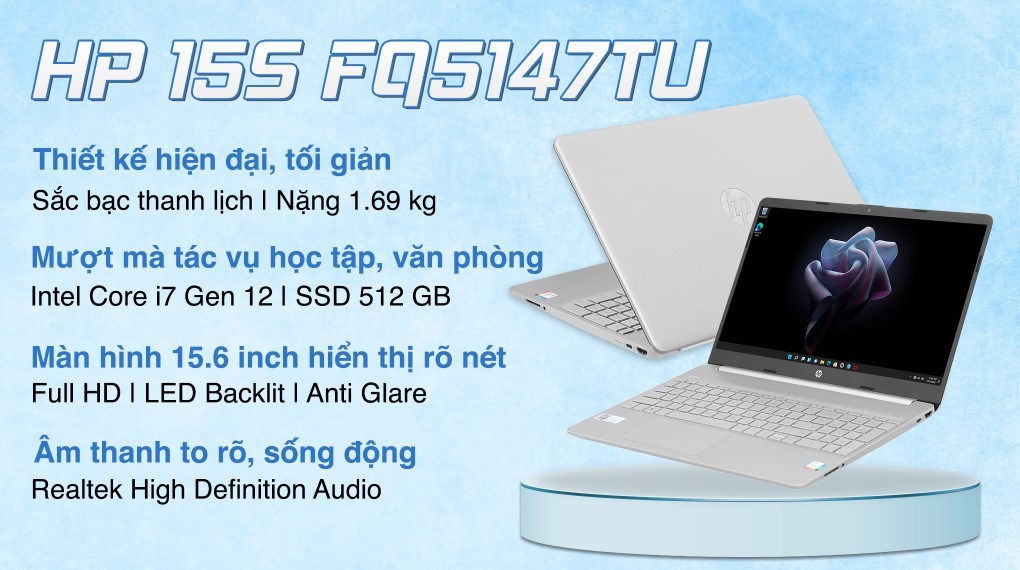 HP 15S FQ5147TU
Thiết kế hiện đại, tối giản
Sắc bạc thanh lịch | Nặng 1.69 kg
Mượt mà tác vụ học tập, văn phòng
Intel Core i7 Gen 12 | SSD 512 GB
Màn hình 15.6 inch hiển thị rõ nét
Full HD | LED Backlit | Anti Glare
Âm thanh to rõ, sống động
Realtek High Definition Audio
hp
hp